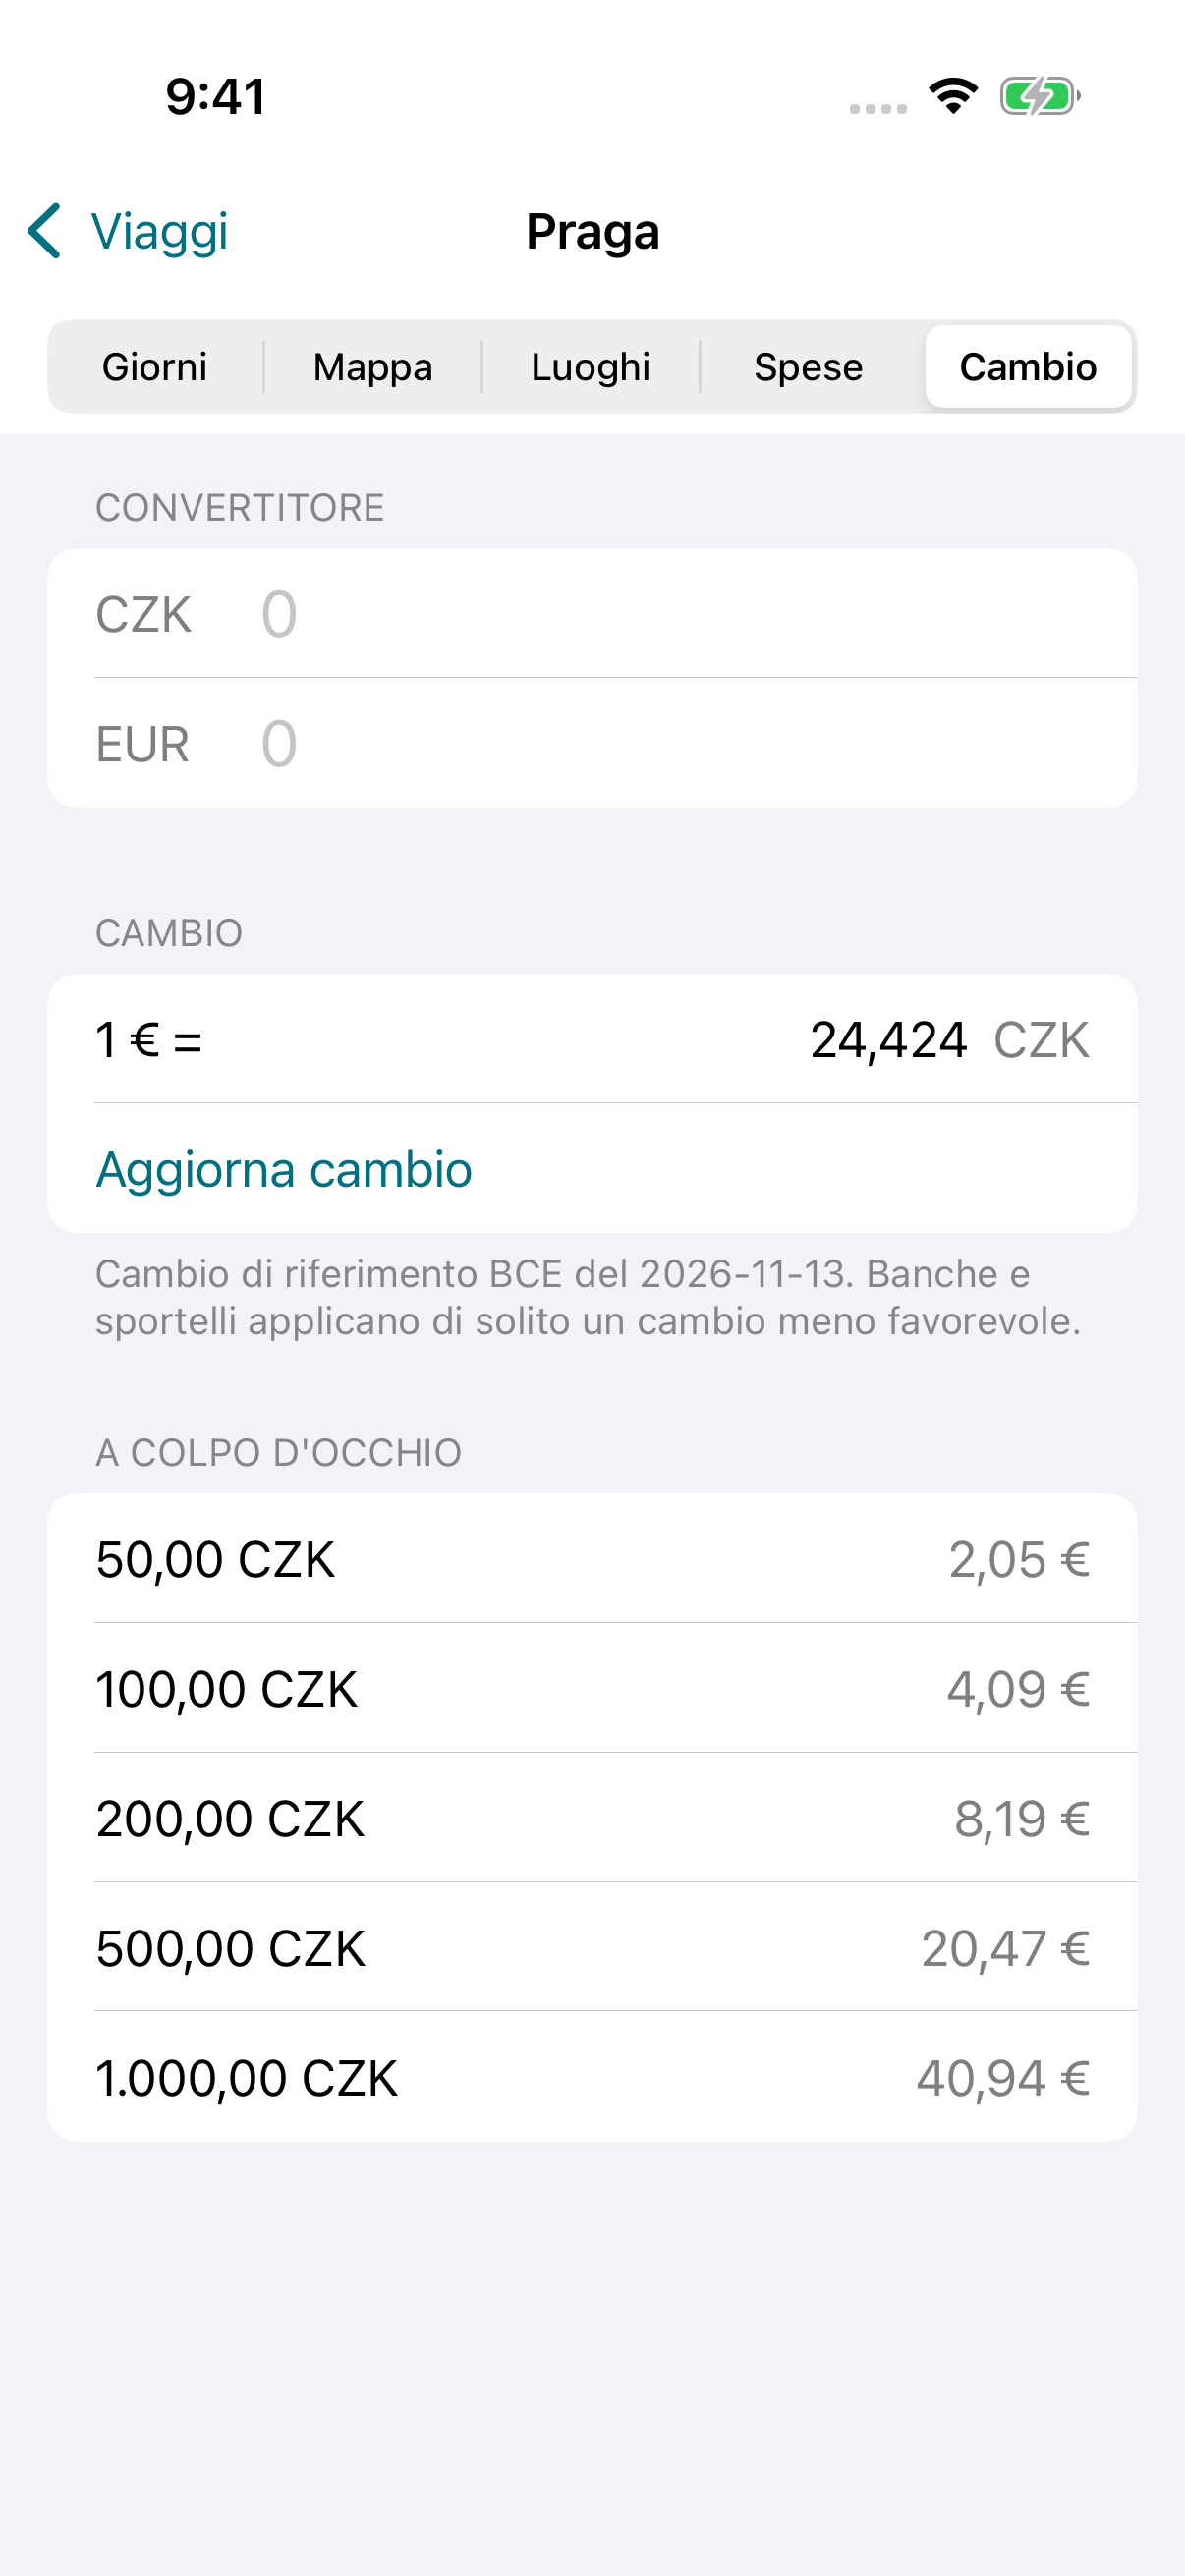 9:41
Viaggi
Praga
Giorni
Mappa
Luoghi
Spese
Cambio
CONVERTITORE
CZK 0
EUR 0
CAMBIO
1 € = 24,424 CZK
Aggiorna cambio
Cambio di riferimento BCE del 2026-11-13. Banche e
sportelli applicano di solito un cambio meno favorevole.
A COLPO D'OCCHIO
50,00 CZK 2,05 €
100,00 CZK 4,09 €
200,00 CZK 8,19 €
500,00 CZK 20,47 €
1.000,00 CZK 40,94 €